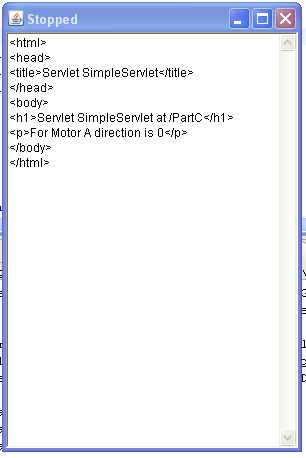 Stopped
<html>
<head>
<title>Servlet SimpleServlet</title>
</head>
<body>
<h1>Servlet SimpleServlet at /PartC</h1>
<p>For Motor A direction is 0</p>
</body>
</html>